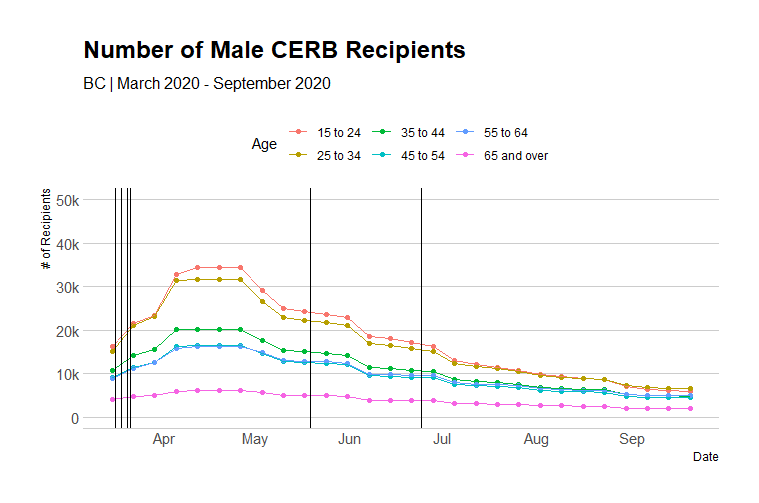 Number of Male CERB Recipients
BC | March 2020 - September 2020
Age
15 to 24
35 to 44
55 to 64
25 to 34
45 to 54
65 and over
# of Recipients
50k
40k
30k
20k
10k
0
Apr
May
Jun
Jul
Aug
Sep
Date